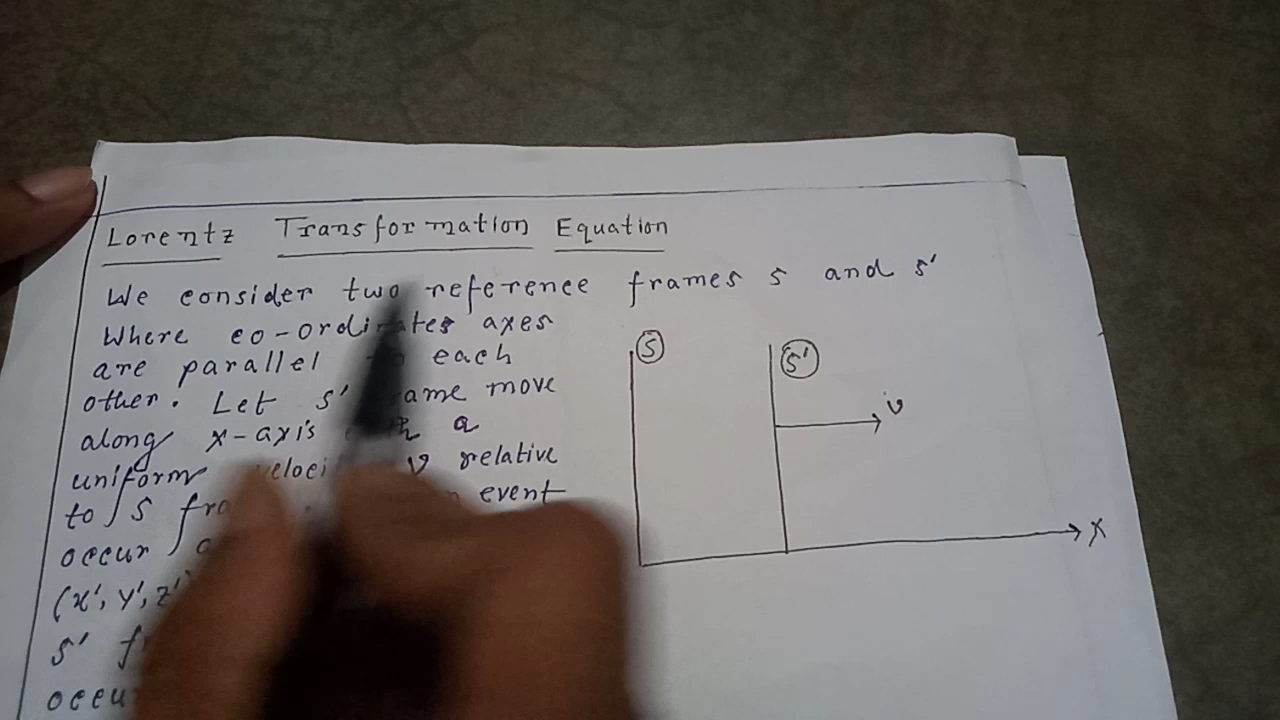 Lorentz Transformation Equation
We consider two reference frames S and S'
Where co-ordinates axes
are parallel each
other. Let S' move
along x-axis a
uniform v relative
to S event
occur
(x', y', z'
S'
S
S'
v
X